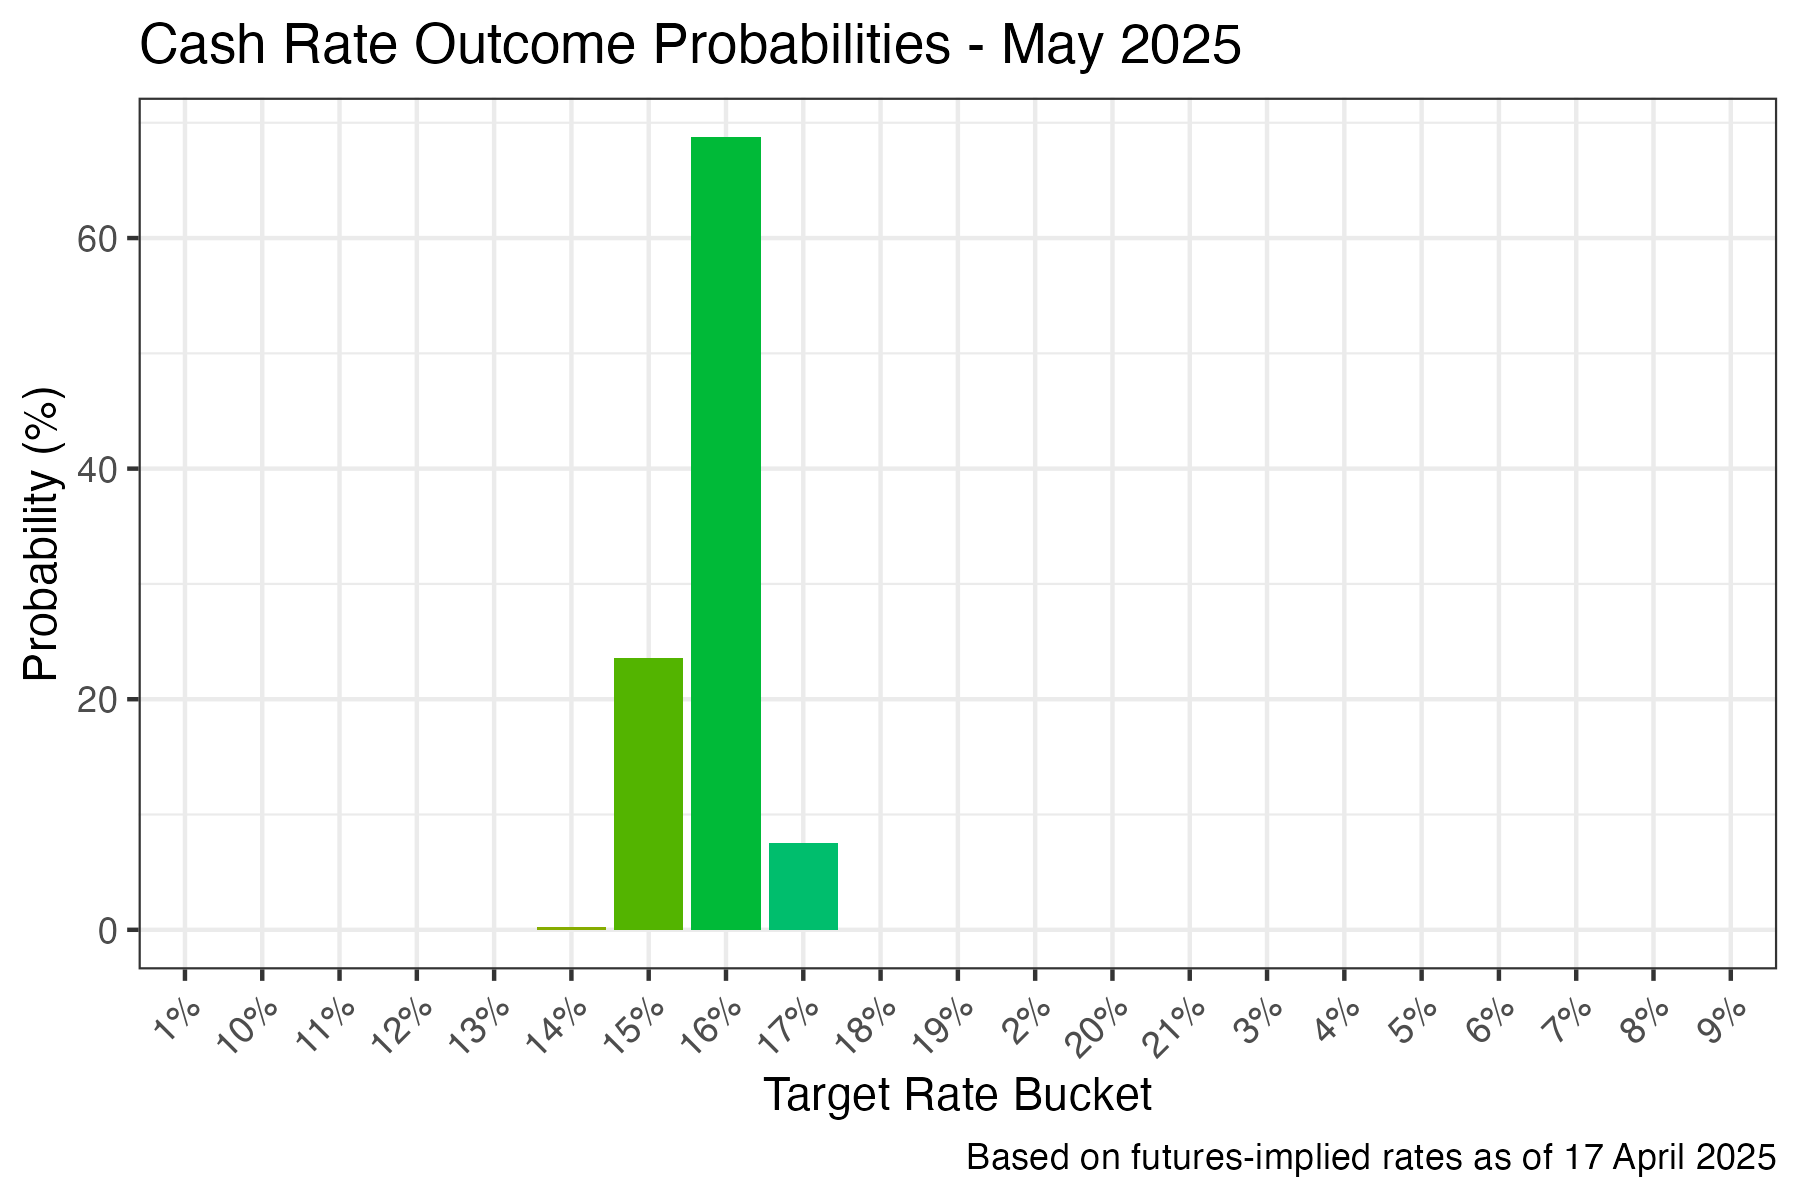 Cash Rate Outcome Probabilities - May 2025
Probability (%)
60
40
20
0
1% 10% 11% 12% 13% 14% 15% 16% 17% 18% 19% 2% 20% 21% 3% 4% 5% 6% 7% 8% 9%
Target Rate Bucket
Based on futures-implied rates as of 17 April 2025